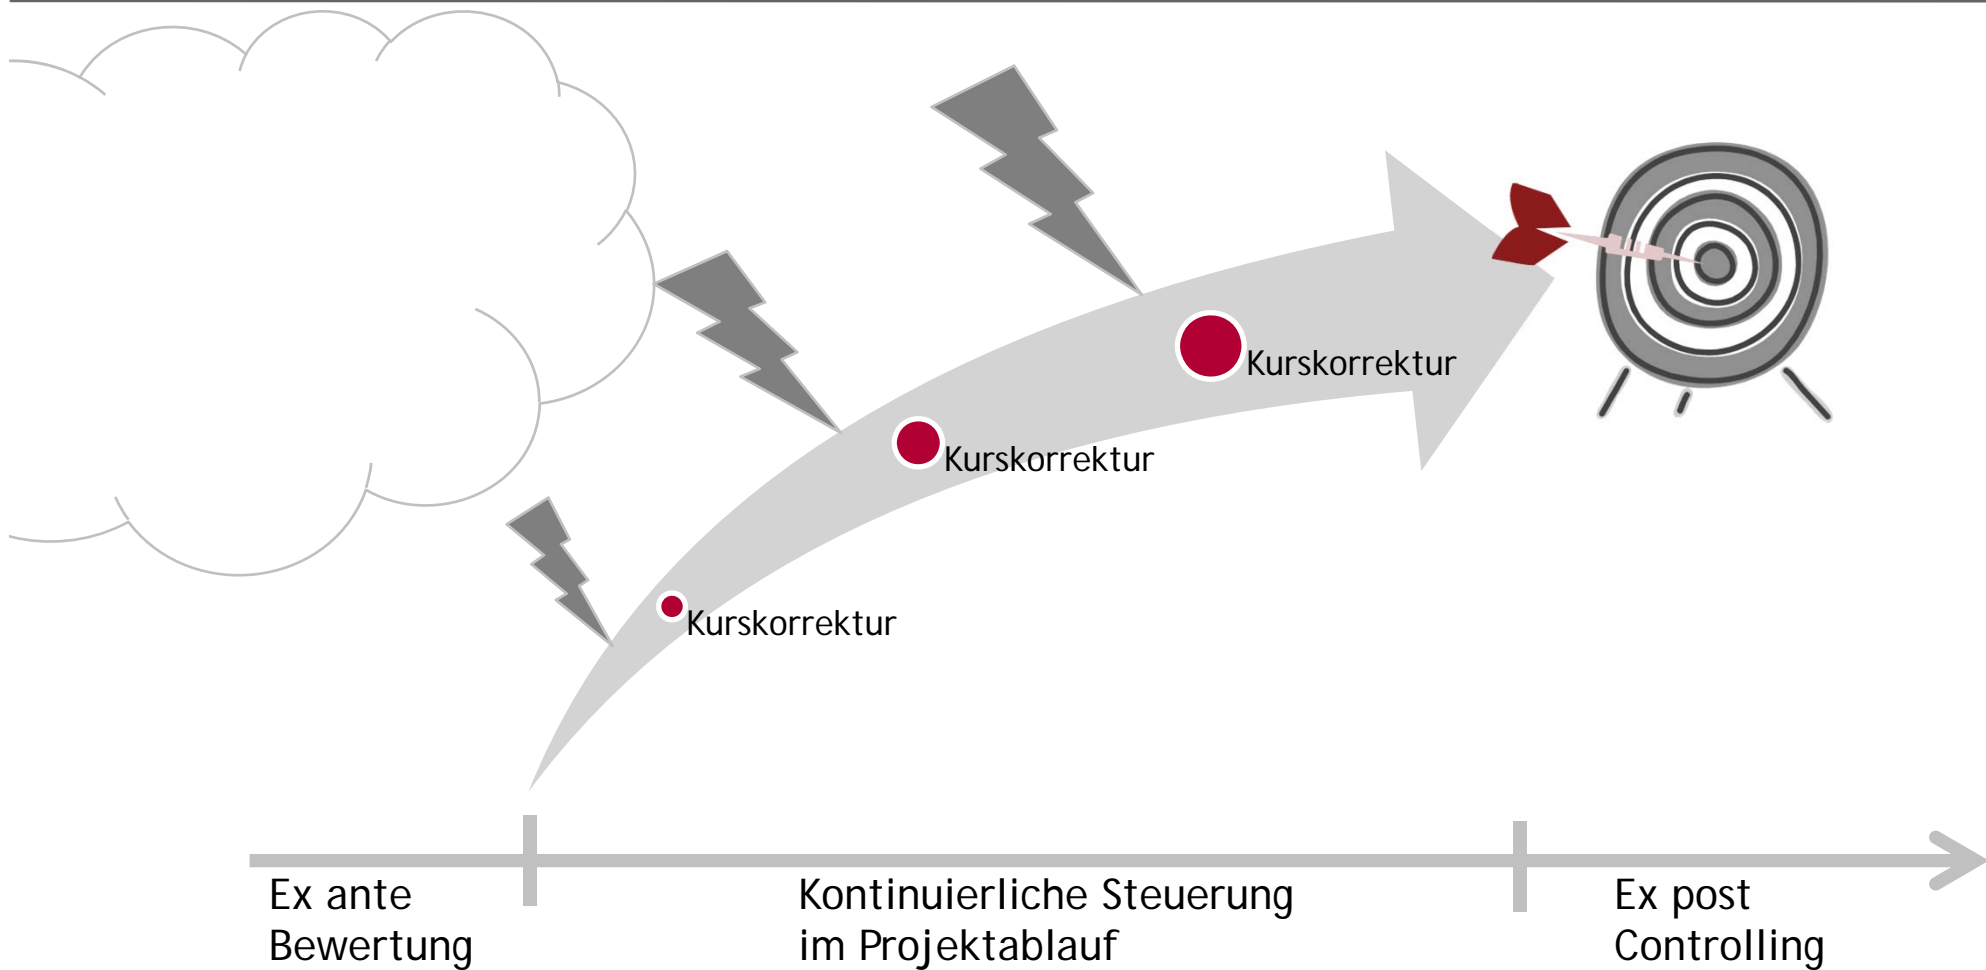 Kurskorrektur
Kurskorrektur
Kurskorrektur
Ex ante
Bewertung
Kontinuierliche Steuerung
im Projektablauf
Ex post
Controlling